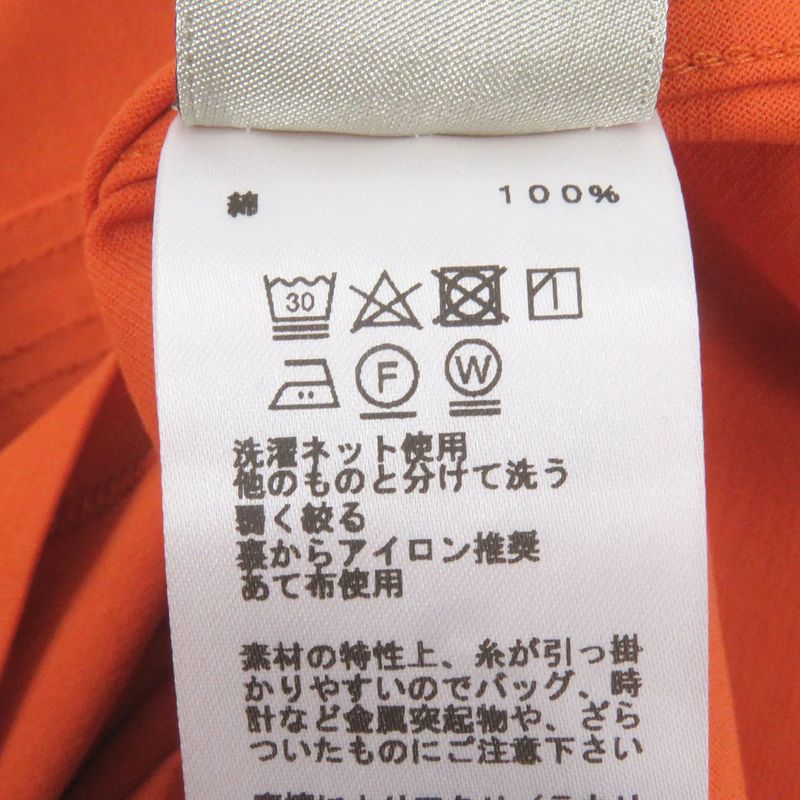 綿 100%
30
F W
洗濯ネット使用
他のものと分けて洗う
弱く絞る
裏からアイロン推奨
あて布使用
素材の特性上、糸が引っ掛
かりやすいのでバッグ、時
計など金属突起物や、ざら
ついたものにご注意下さい